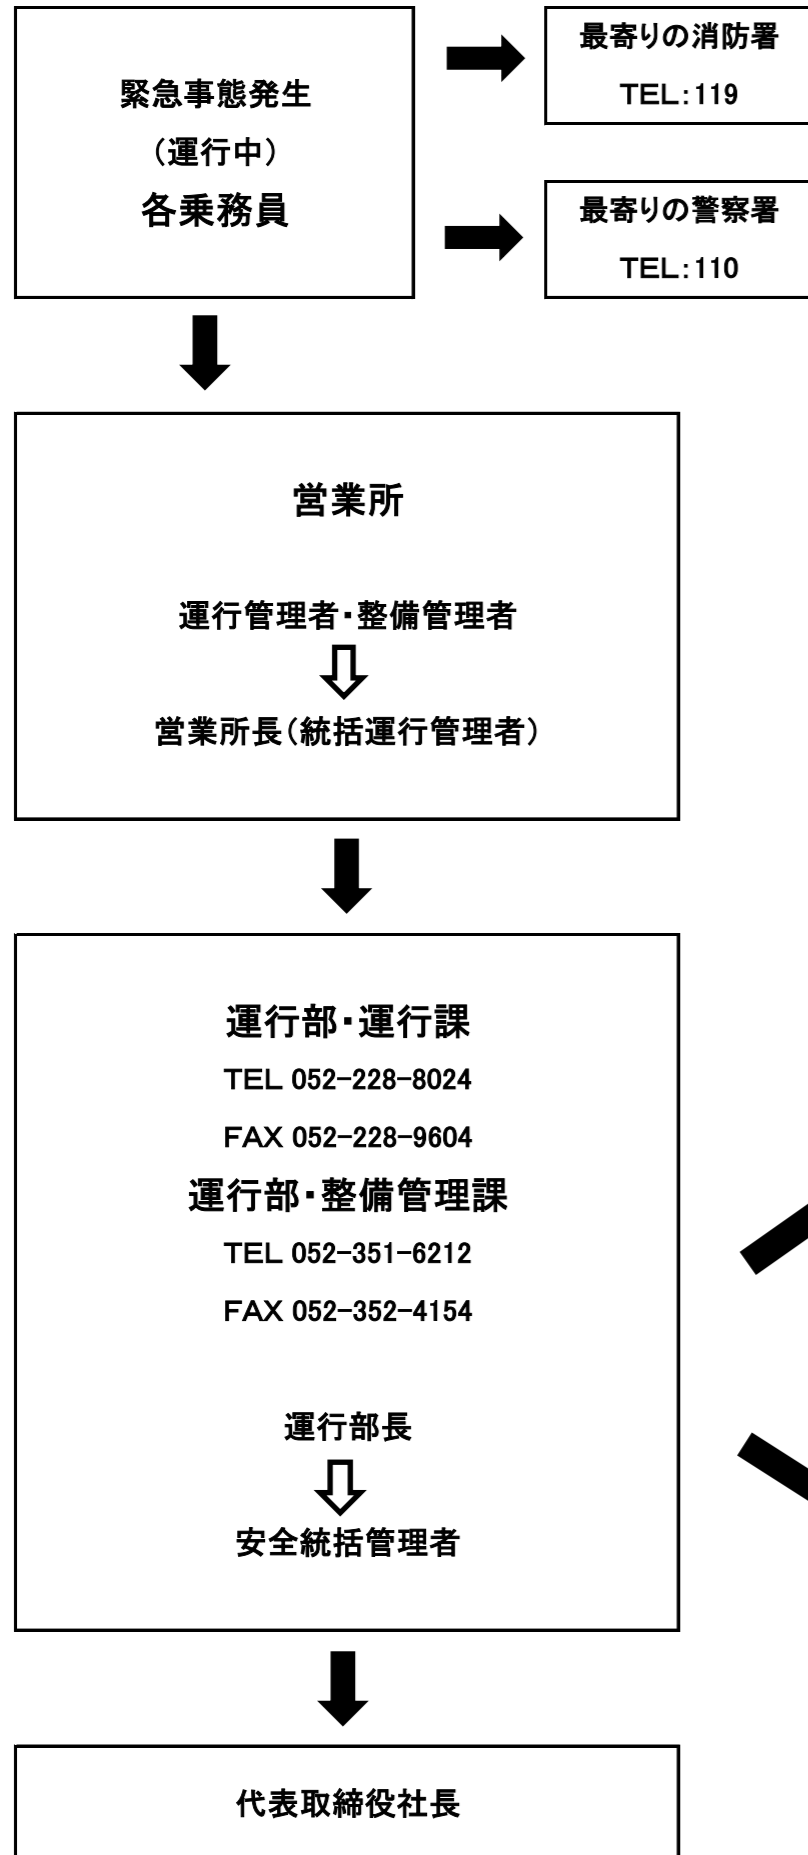 緊急事態発生
（運行中）
各乗務員
最寄りの消防署
TEL：119
最寄りの警察署
TEL：110
営業所
運行管理者・整備管理者
営業所長（統括運行管理者）
運行部・運行課
TEL 052-228-8024
FAX 052-228-9604
運行部・整備管理課
TEL 052-351-6212
FAX 052-352-4154
運行部長
安全統括管理者
代表取締役社長